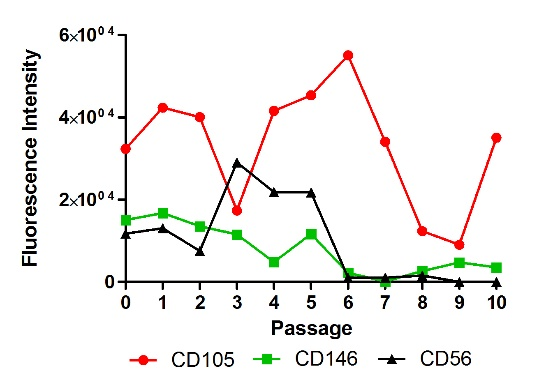 Fluorescence Intensity
6×10⁰⁴
4×10⁰⁴
2×10⁰⁴
0
0 1 2 3 4 5 6 7 8 9 10
Passage
CD105 CD146 CD56